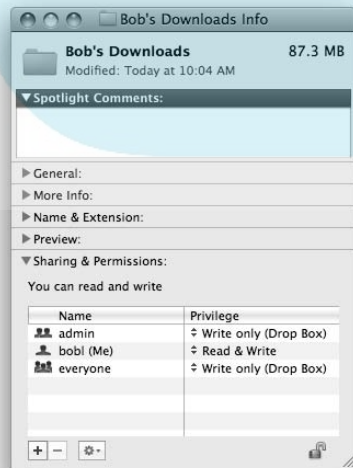 Bob's Downloads Info
Bob's Downloads 87.3 MB
Modified: Today at 10:04 AM
Spotlight Comments:
General:
More Info:
Name & Extension:
Preview:
Sharing & Permissions:
You can read and write
Name Privilege
admin Write only (Drop Box)
bobl (Me) Read & Write
everyone Write only (Drop Box)